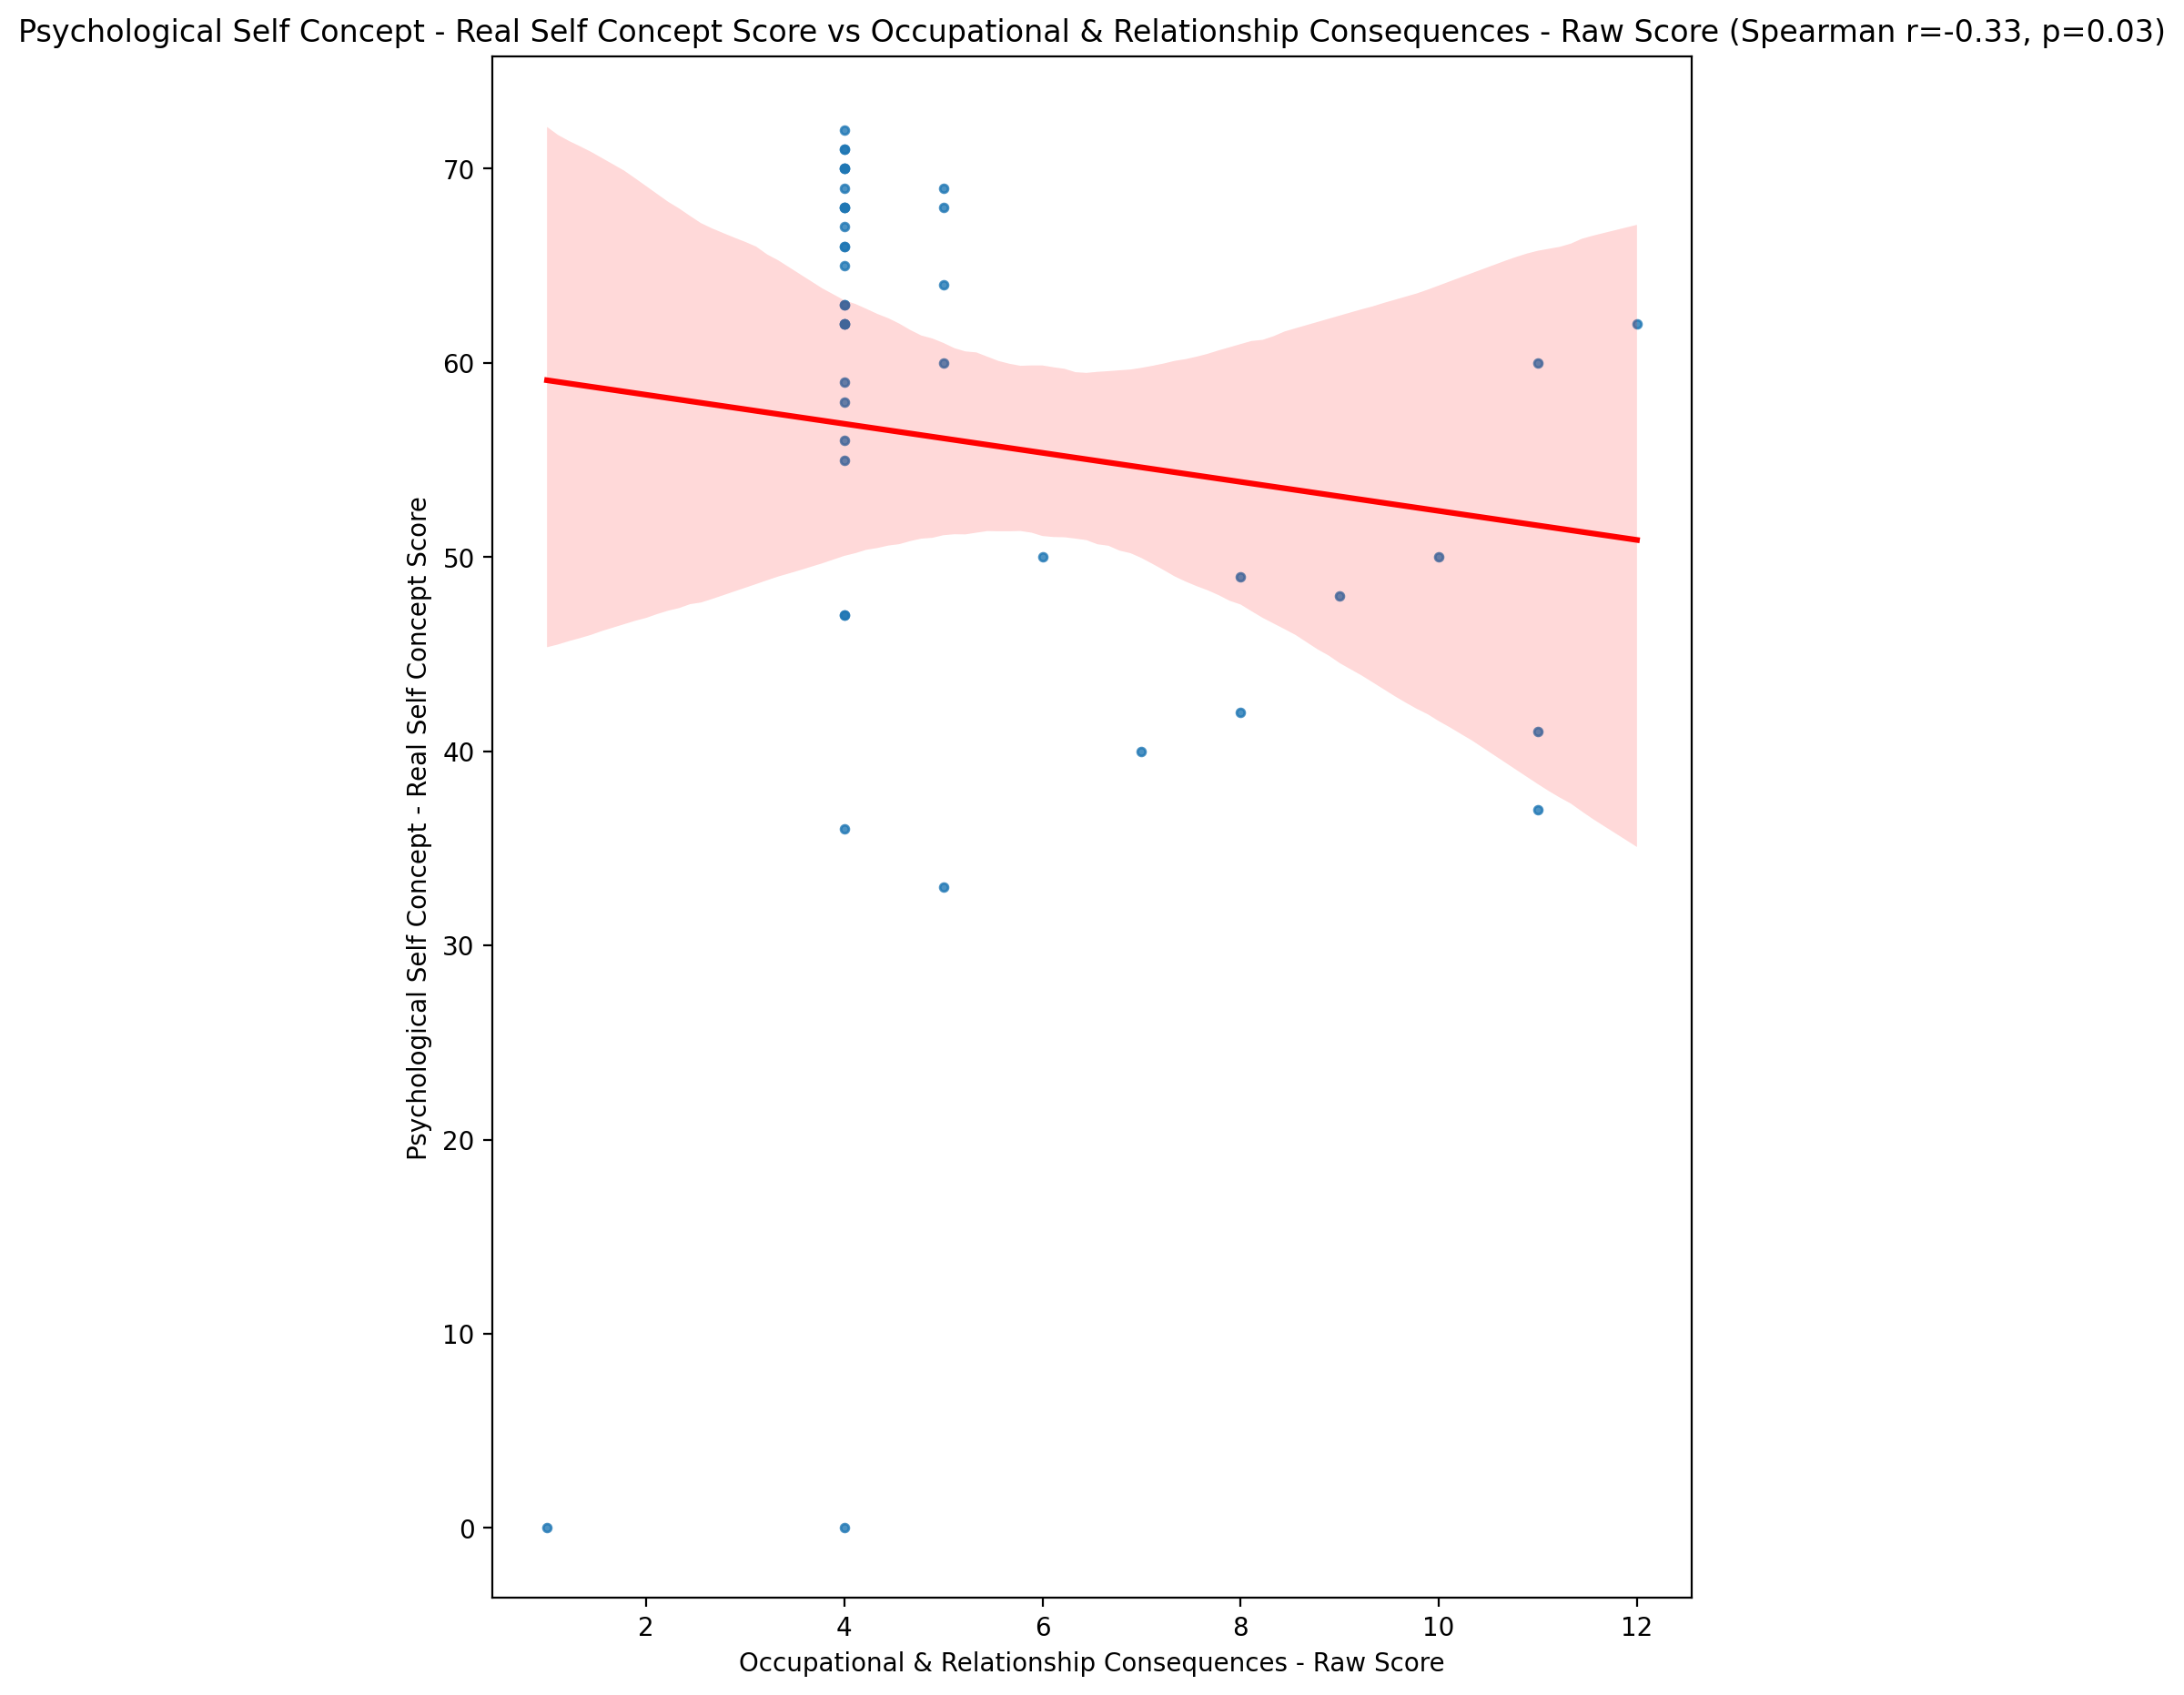 Psychological Self Concept - Real Self Concept Score vs Occupational & Relationship Consequences - Raw Score (Spearman r=-0.33, p=0.03)
Psychological Self Concept - Real Self Concept Score
70
60
50
40
30
20
10
0
2 4 6 8 10 12
Occupational & Relationship Consequences - Raw Score